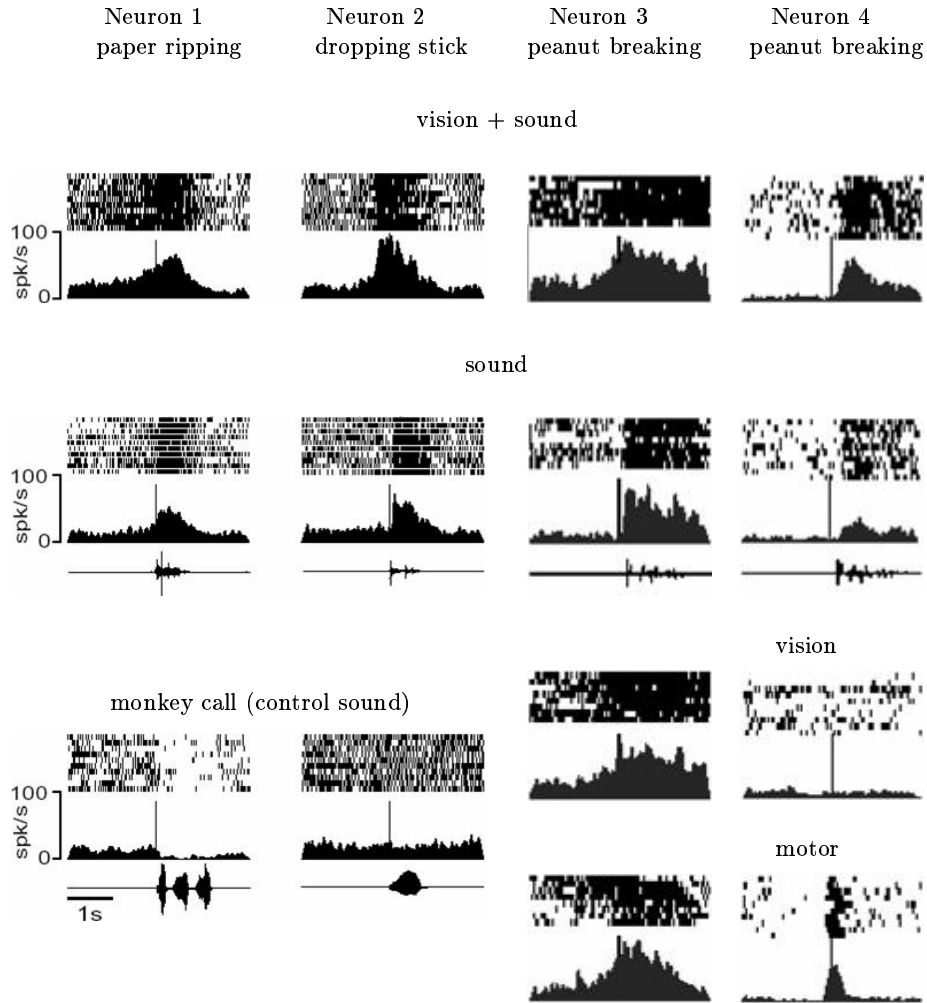 Neuron 1 Neuron 2 Neuron 3 Neuron 4
paper ripping dropping stick peanut breaking peanut breaking
vision + sound
100
spk/s
0
sound
100
spk/s
0
vision
monkey call (control sound)
100
spk/s
0
motor
1s